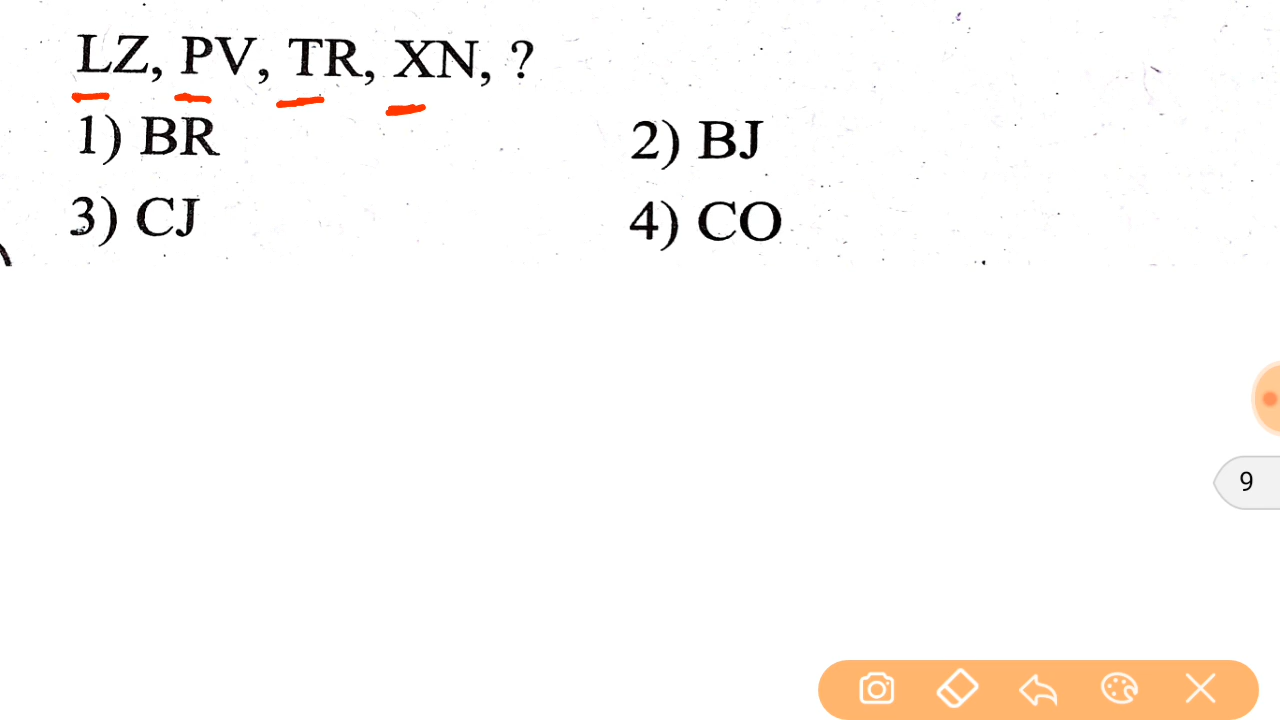 LZ, PV, TR, XN, ?
1) BR 2) BJ
3) CJ 4) CO
9